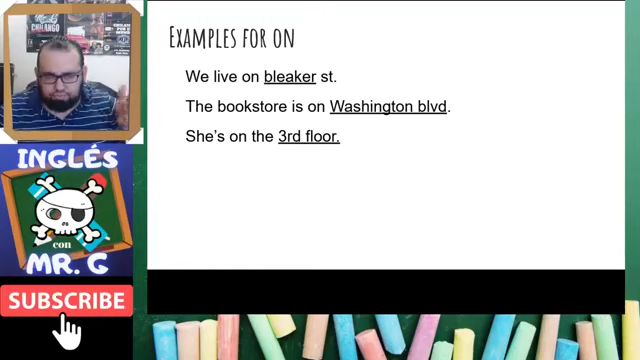 Examples for on
We live on bleaker st.
The bookstore is on Washington blvd.
She's on the 3rd floor.
CHILANGO
INGLÉS
con
MR. G
SUBSCRIBE